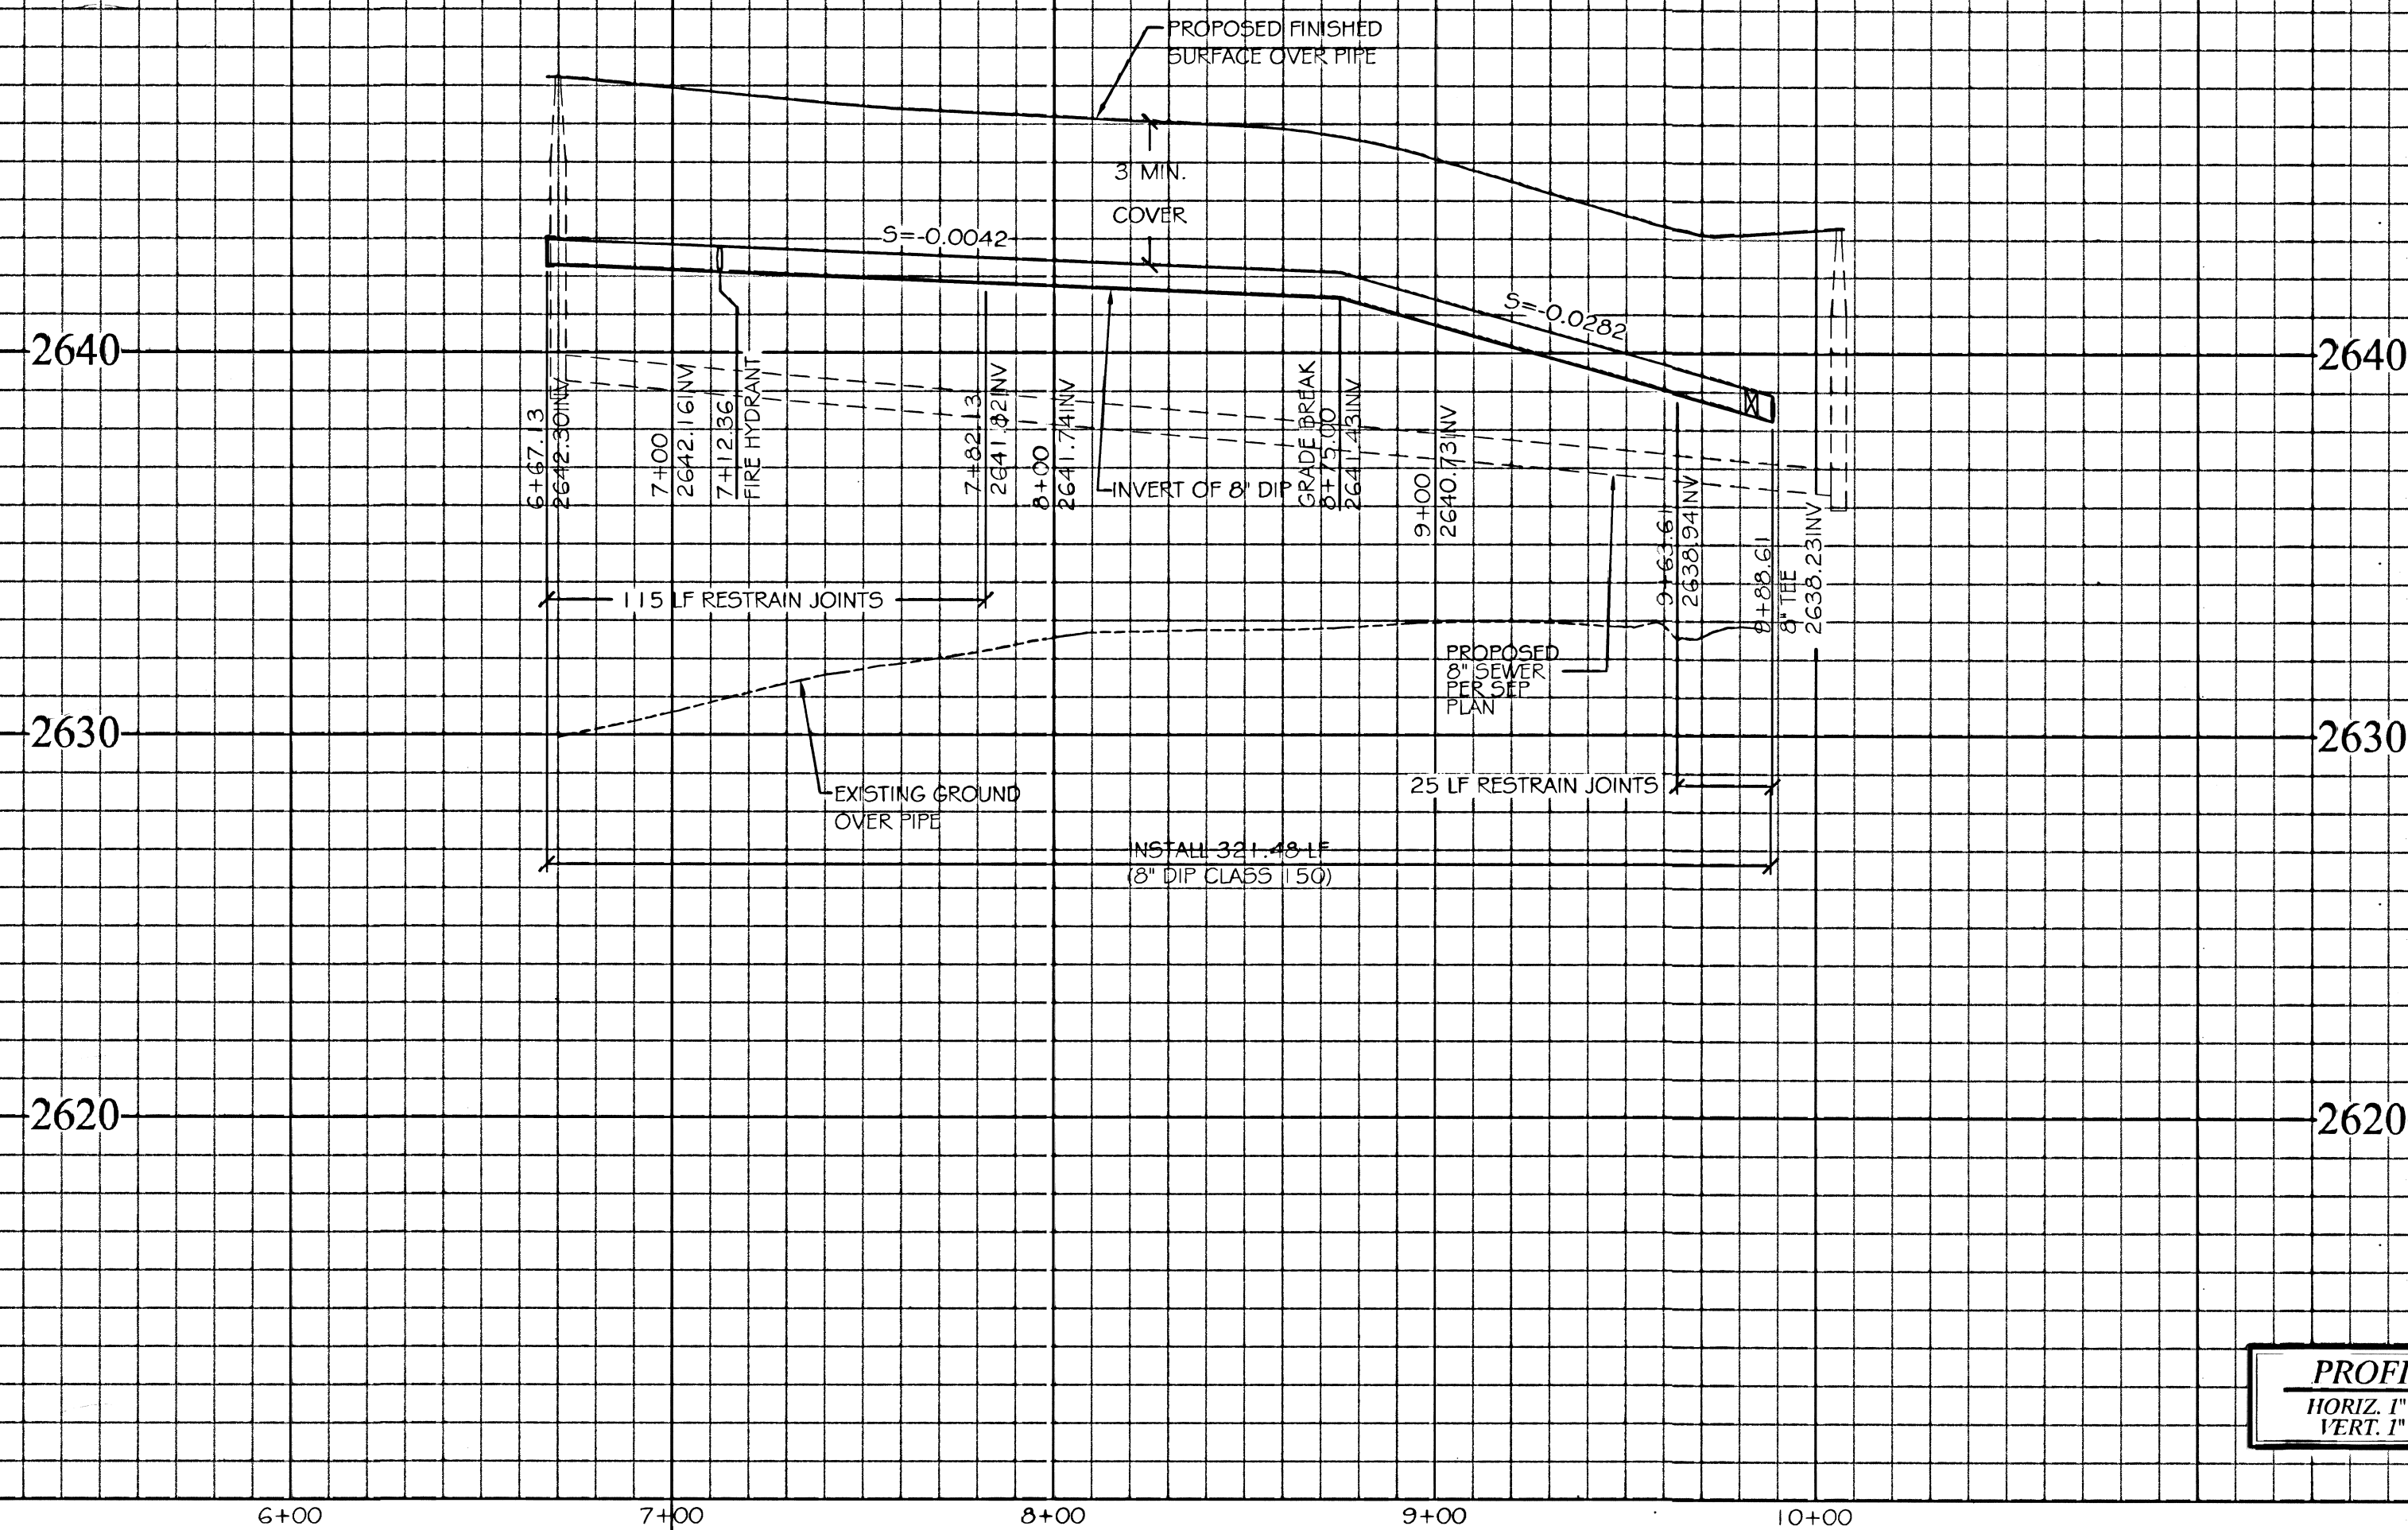 PROPOSED FINISHED
SURFACE OVER PIPE
3' MIN.
COVER
S=-0.0042
S=-0.0282
2640
2640
6+67.13
2642.30INV
7+00
2642.16INV
7+12.36
FIRE HYDRANT
7+82.13
2641.82INV
8+00
2641.74INV
INVERT OF 8" DIP
GRADE BREAK
8+75.00
2641.43INV
9+00
2640.73INV
9+63.61
2638.94INV
9+88.61
8" TEE
2638.23INV
115 LF RESTRAIN JOINTS
PROPOSED
8" SEWER
PER SEP
PLAN
2630
2630
EXISTING GROUND
OVER PIPE
25 LF RESTRAIN JOINTS
INSTALL 321.48 LF
(8" DIP CLASS 150)
2620
2620
PROFI
HORIZ. 1"
VERT. 1"
6+00
7+00
8+00
9+00
10+00